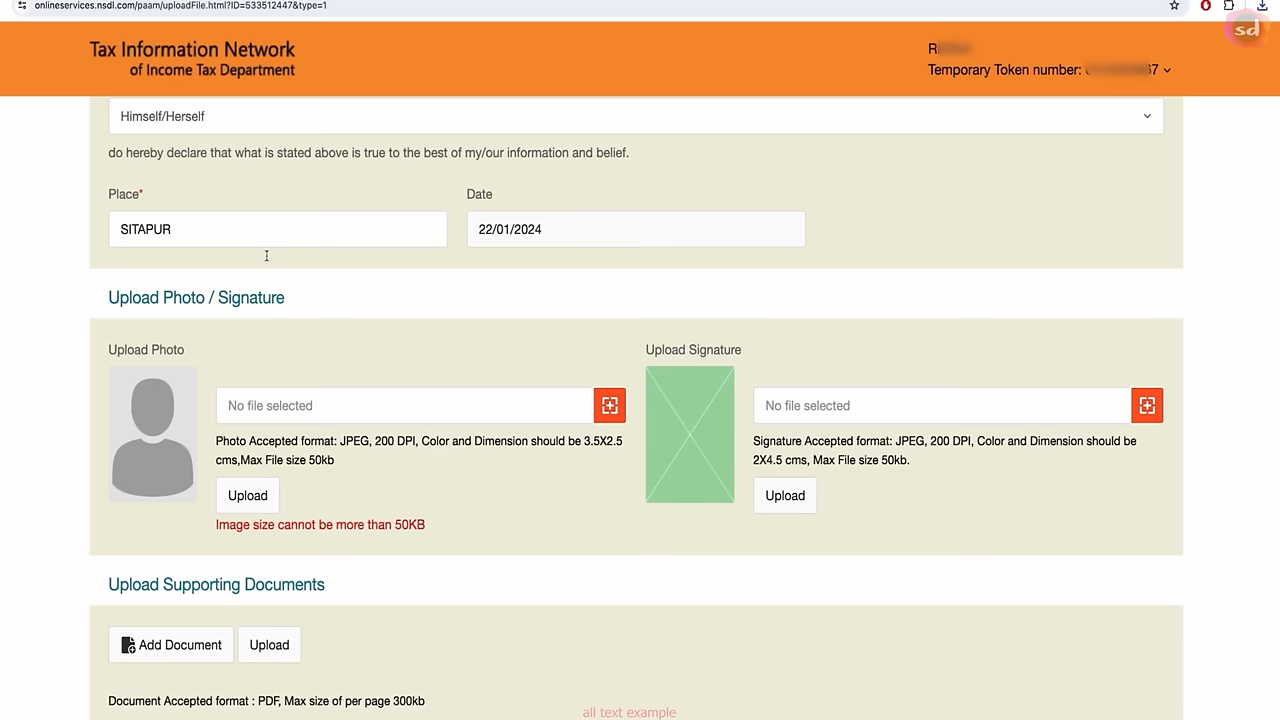 onlineservices.nsdl.com/paam/uploadFile.html?ID=533512447&type=1
sd
Tax Information Network
of Income Tax Department
Temporary Token number:
Himself/Herself
do hereby declare that what is stated above is true to the best of my/our information and belief.
Place*
Date
SITAPUR
22/01/2024
Upload Photo / Signature
Upload Photo
Upload Signature
No file selected
No file selected
Photo Accepted format: JPEG, 200 DPI, Color and Dimension should be 3.5X2.5
cms,Max File size 50kb
Signature Accepted format: JPEG, 200 DPI, Color and Dimension should be
2X4.5 cms, Max File size 50kb.
Upload
Upload
Image size cannot be more than 50KB
Upload Supporting Documents
Add Document
Upload
Document Accepted format : PDF, Max size of per page 300kb
all text example